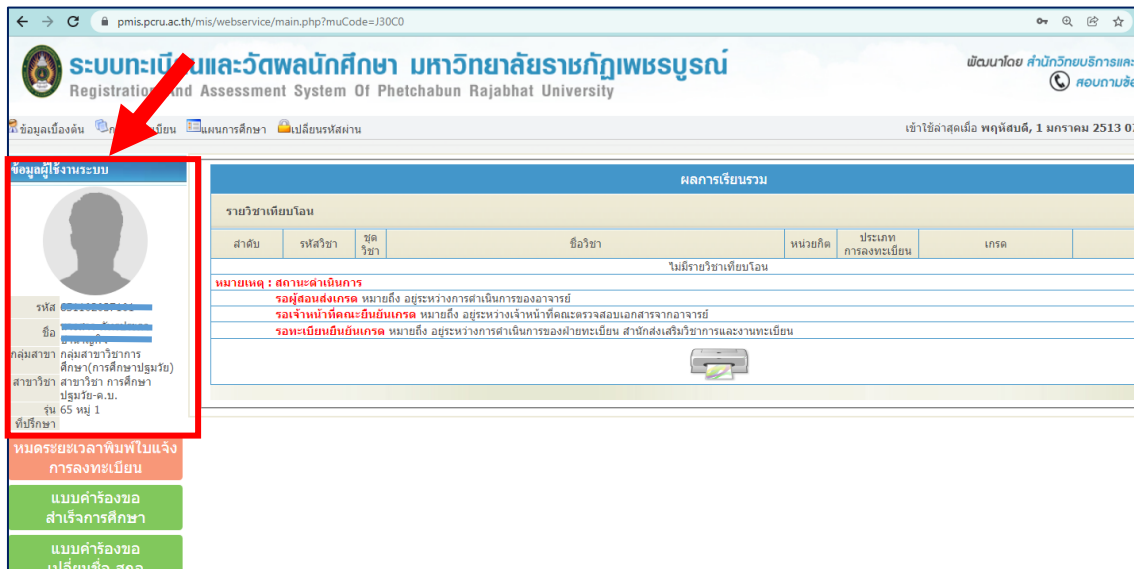 pmis.pcru.ac.th/mis/webservice/main.php?muCode=J30C0
และวัดผลนักศึกษา มหาวิทยาลัยราชภัฏเพชรบูรณ์
พัฒนาโดย สำนักวิทยบริการและ
And Assessment System Of Phetchabun Rajabhat University
สอบถามข้อ
ข้อมูลเบื้องต้น แผนการศึกษา เปลี่ยนรหัสผ่าน
เข้าใช้ล่าสุดเมื่อ พฤหัสบดี, 1 มกราคม 2513
ข้อมูลผู้ใช้งานระบบ
ผลการเรียนรวม
รายวิชาเทียบโอน
ลำดับ รหัสวิชา ชุดวิชา ชื่อวิชา หน่วยกิต ประเภทการลงทะเบียน เกรด
ไม่มีรายวิชาเทียบโอน
หมายเหตุ : สถานะดำเนินการ
รอผู้สอนส่งเกรด หมายถึง อยู่ระหว่างการดำเนินการของอาจารย์
รอเจ้าหน้าที่คณะยืนยันเกรด หมายถึง อยู่ระหว่างเจ้าหน้าที่คณะตรวจสอบเอกสารจากอาจารย์
รอทะเบียนยืนยันเกรด หมายถึง อยู่ระหว่างการดำเนินการของฝ่ายทะเบียน สำนักส่งเสริมวิชาการและงานทะเบียน
รหัส
ชื่อ
กลุ่มสาขา กลุ่มสาขาวิชาการ
ศึกษา(การศึกษาปฐมวัย)
สาขาวิชา สาขาวิชา การศึกษา
ปฐมวัย-ค.บ.
รุ่น 65 หมู่ 1
ที่ปรึกษา
หมดระยะเวลาพิมพ์ใบแจ้ง
การลงทะเบียน
แบบคำร้องขอ
สำเร็จการศึกษา
แบบคำร้องขอ
เปลี่ยนชื่อ-สกุล